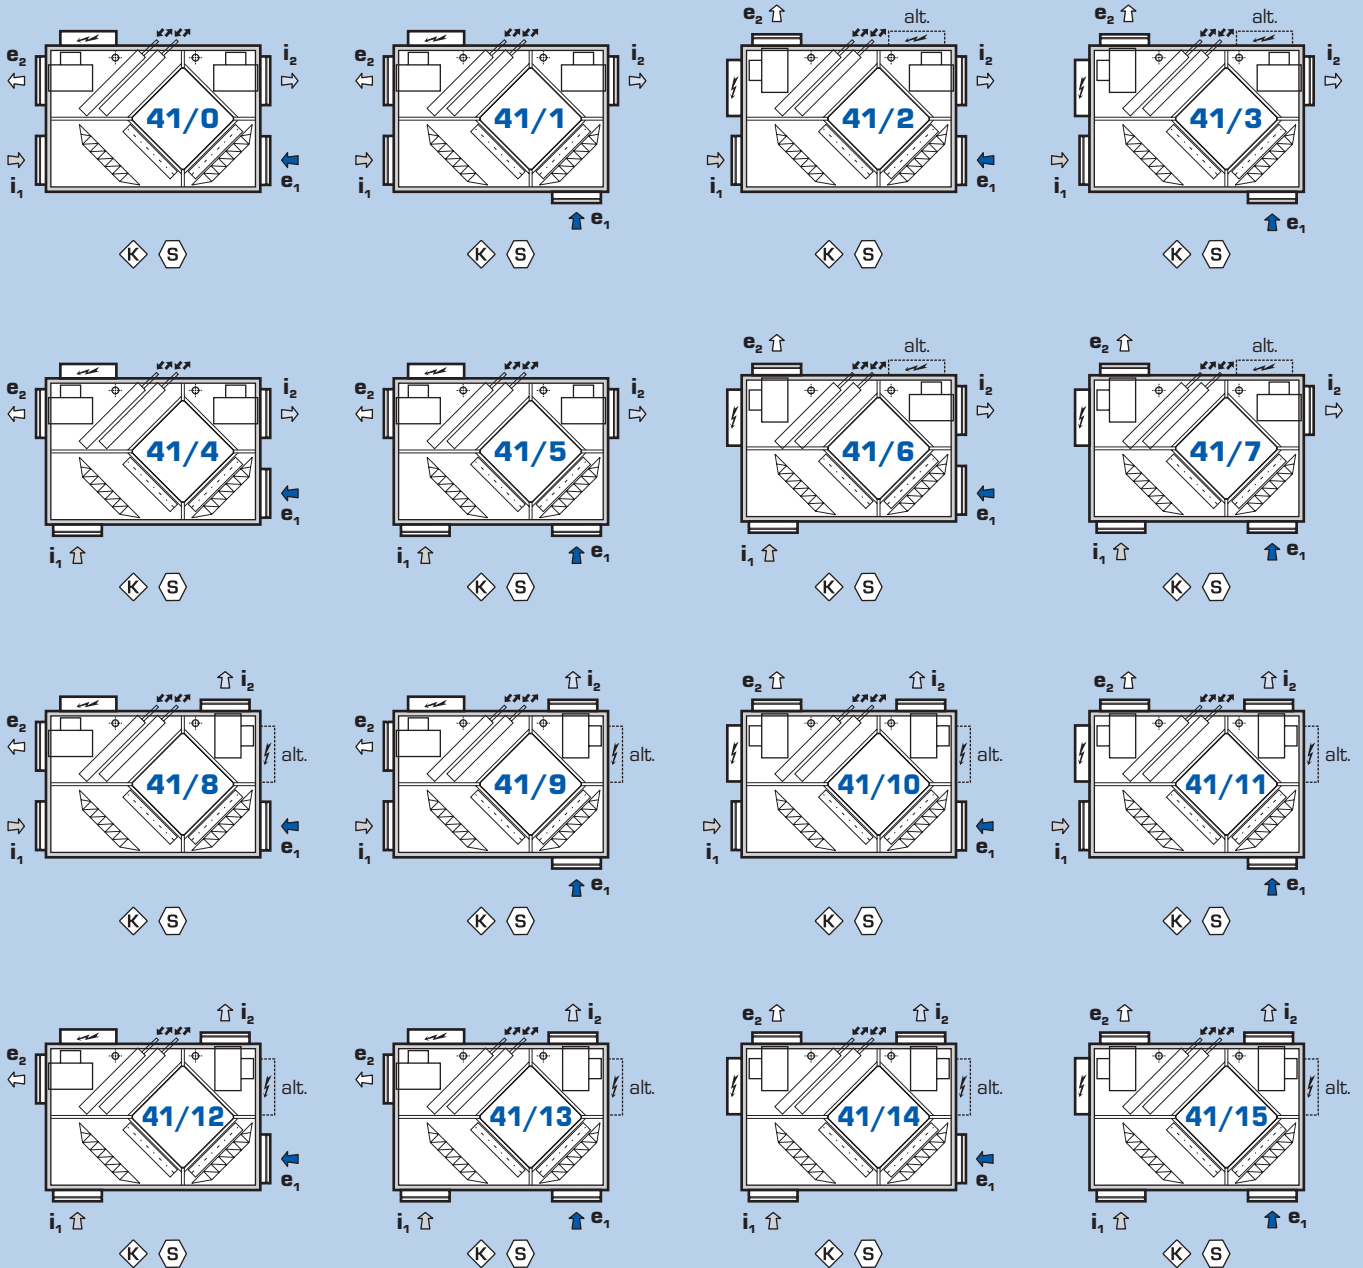 e₂ i₂ 41/0 i₁ e₁
K S
e₂ i₂ 41/1 i₁ e₁
K S
e₂ alt. i₂ 41/2 i₁ e₁
K S
e₂ alt. i₂ 41/3 i₁ e₁
K S
e₂ i₂ 41/4 e₁ i₁
K S
e₂ i₂ 41/5 i₁ e₁
K S
e₂ alt. i₂ 41/6 e₁ i₁
K S
e₂ alt. i₂ 41/7 i₁ e₁
K S
i₂ e₂ alt. 41/8 i₁ e₁
K S
i₂ e₂ alt. 41/9 i₁ e₁
K S
e₂ i₂ alt. 41/10 i₁ e₁
K S
e₂ i₂ alt. 41/11 i₁ e₁
K S
i₂ e₂ alt. 41/12 e₁ i₁
K S
i₂ e₂ alt. 41/13 i₁ e₁
K S
e₂ i₂ alt. 41/14 e₁ i₁
K S
e₂ i₂ alt. 41/15 i₁ e₁
K S